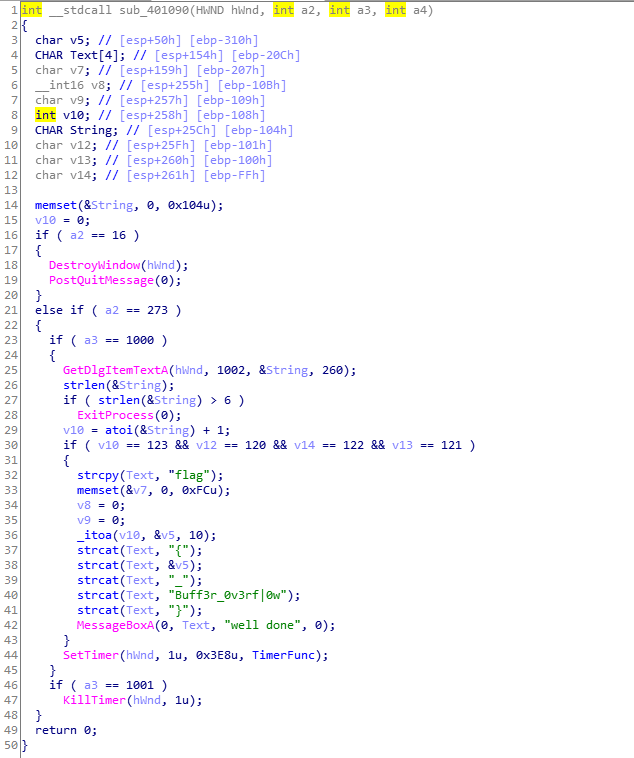 1 int __stdcall sub_401090(HWND hWnd, int a2, int a3, int a4)
2 {
3   char v5; // [esp+50h] [ebp-310h]
4   CHAR Text[4]; // [esp+154h] [ebp-20Ch]
5   char v7; // [esp+159h] [ebp-207h]
6   __int16 v8; // [esp+255h] [ebp-10Bh]
7   char v9; // [esp+257h] [ebp-109h]
8   int v10; // [esp+258h] [ebp-108h]
9   CHAR String; // [esp+25Ch] [ebp-104h]
10   char v12; // [esp+25Fh] [ebp-101h]
11   char v13; // [esp+260h] [ebp-100h]
12   char v14; // [esp+261h] [ebp-FFh]
13
14   memset(&String, 0, 0x104u);
15   v10 = 0;
16   if ( a2 == 16 )
17   {
18     DestroyWindow(hWnd);
19     PostQuitMessage(0);
20   }
21   else if ( a2 == 273 )
22   {
23     if ( a3 == 1000 )
24     {
25       GetDlgItemTextA(hWnd, 1002, &String, 260);
26       strlen(&String);
27       if ( strlen(&String) > 6 )
28         ExitProcess(0);
29       v10 = atoi(&String) + 1;
30       if ( v10 == 123 && v12 == 120 && v14 == 122 && v13 == 121 )
31       {
32         strcpy(Text, "flag");
33         memset(&v7, 0, 0xFCu);
34         v8 = 0;
35         v9 = 0;
36         _itoa(v10, &v5, 10);
37         strcat(Text, "{");
38         strcat(Text, &v5);
39         strcat(Text, "_");
40         strcat(Text, "Buff3r_0v3rf|0w");
41         strcat(Text, "}");
42         MessageBoxA(0, Text, "well done", 0);
43       }
44       SetTimer(hWnd, 1u, 0x3E8u, TimerFunc);
45     }
46     if ( a3 == 1001 )
47       KillTimer(hWnd, 1u);
48   }
49   return 0;
50 }